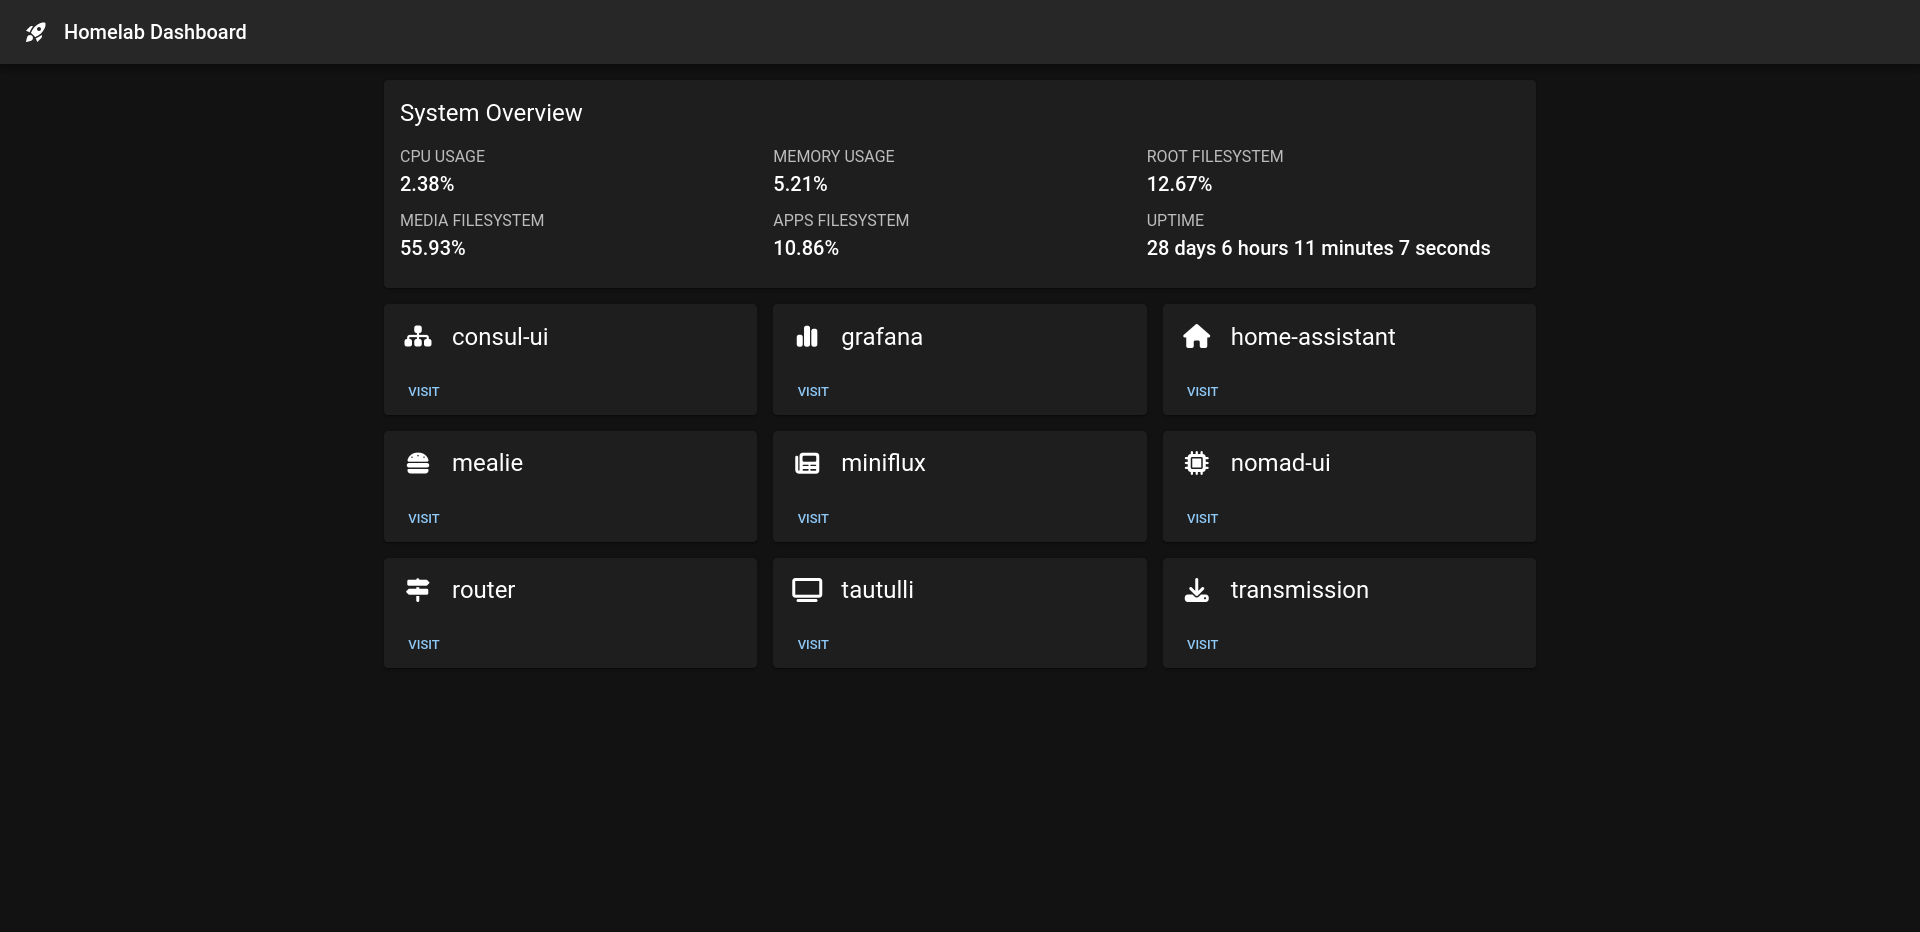 Homelab Dashboard
System Overview
CPU USAGE
2.38%
MEMORY USAGE
5.21%
ROOT FILESYSTEM
12.67%
MEDIA FILESYSTEM
55.93%
APPS FILESYSTEM
10.86%
UPTIME
28 days 6 hours 11 minutes 7 seconds
consul-ui
VISIT
grafana
VISIT
home-assistant
VISIT
mealie
VISIT
miniflux
VISIT
nomad-ui
VISIT
router
VISIT
tautulli
VISIT
transmission
VISIT